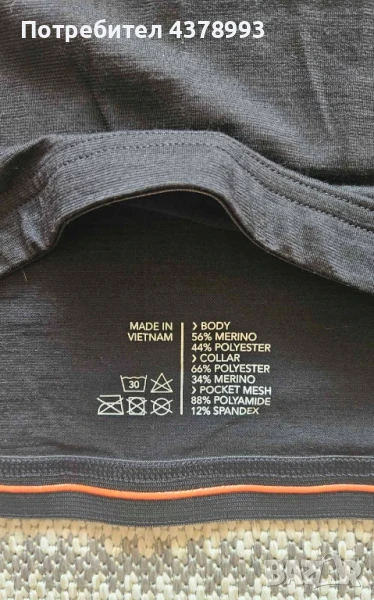 Потребител 4378993
MADE IN
VIETNAM
30
› BODY
56% MERINO
44% POLYESTER
› COLLAR
66% POLYESTER
34% MERINO
› POCKET MESH
88% POLYAMIDE
12% SPANDEX
BAZAR